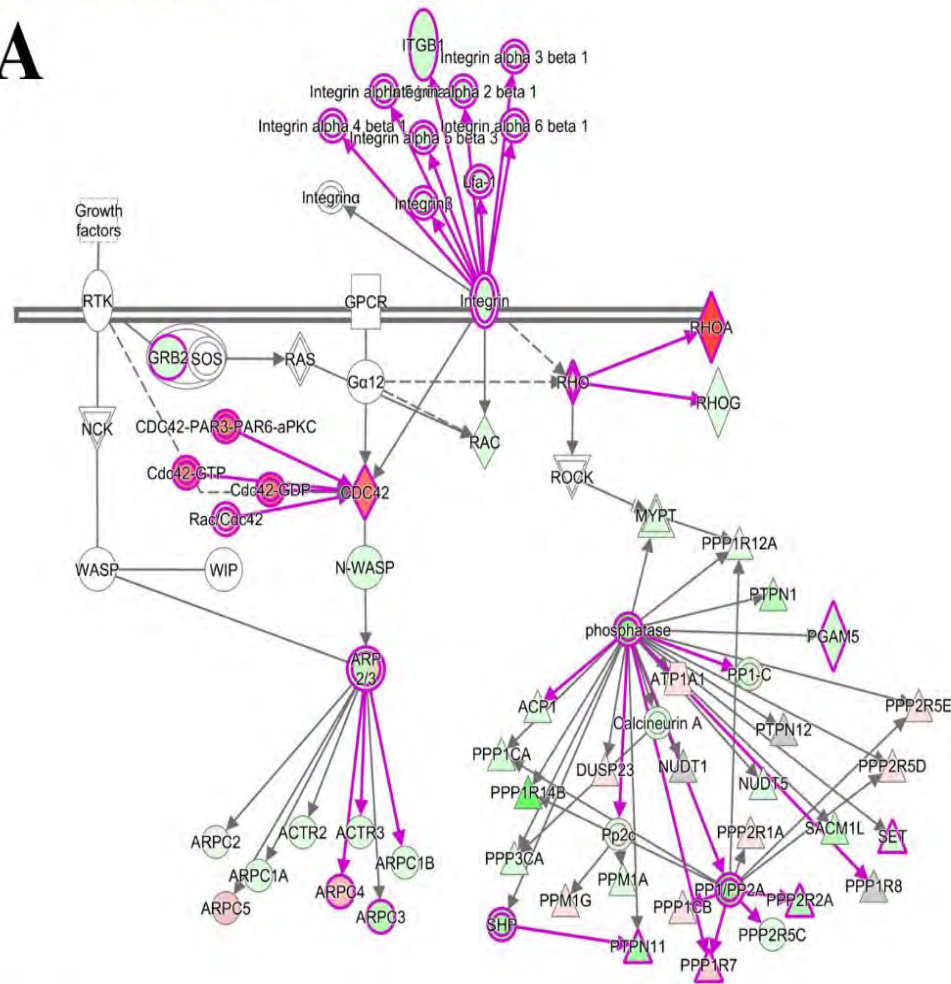 A
ITGB1
Integrin alpha 3 beta 1
Integrin alpha 2 beta 1
Integrin alpha 4 beta 1
Integrin alpha 6 beta 1
Integrin alpha 5 beta 3
Lfa-1
Integrinα
Integrinβ
Growth
factors
RTK
GPCR
Integrin
RHOA
GRB2
SOS
RAS
Gα12
RHO
RHOG
NCK
CDC42-PAR3-PAR6-aPKC
RAC
Cdc42-GTP
Cdc42-GDP
CDC42
ROCK
Rac/Cdc42
MYPT
PPP1R12A
WASP
WIP
N-WASP
PTPN1
phosphatase
PGAM5
ARP
2/3
ATP1A1
PP1-C
ACP1
Calcineurin A
PPP2R5E
PTPN12
PPP1CA
DUSP23
NUDT1
NUDT5
PPP2R5D
PPP1R14B
ARPC2
ACTR2
ACTR3
Pp2c
PPP2R1A
SACM1L
SET
ARPC1A
ARPC1B
PPP3CA
PPM1A
PPP1R8
ARPC5
ARPC4
ARPC3
PPM1G
PPP1CB
PP1/PP2A
PPP2R2A
SHP
PTPN11
PPP2R5C
PPP1R7